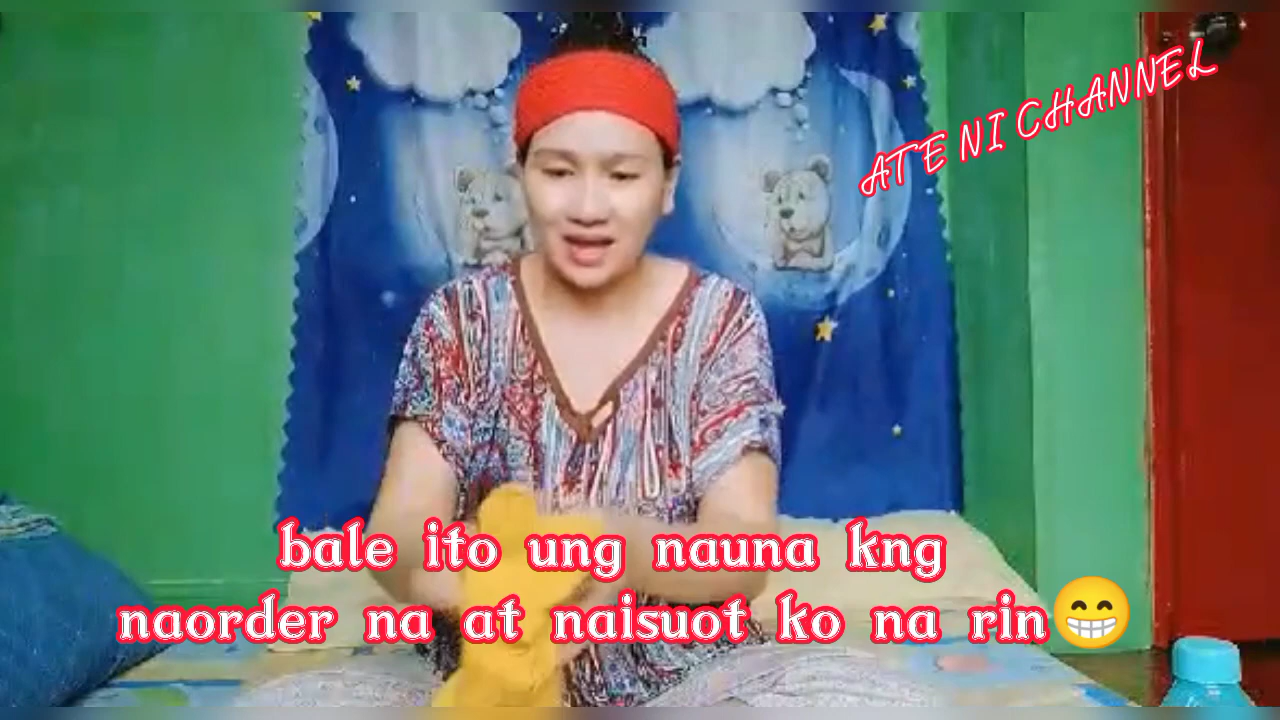 ATE NI CHANNEL
bale ito ung nauna kng
naorder na at naisuot ko na rin😁